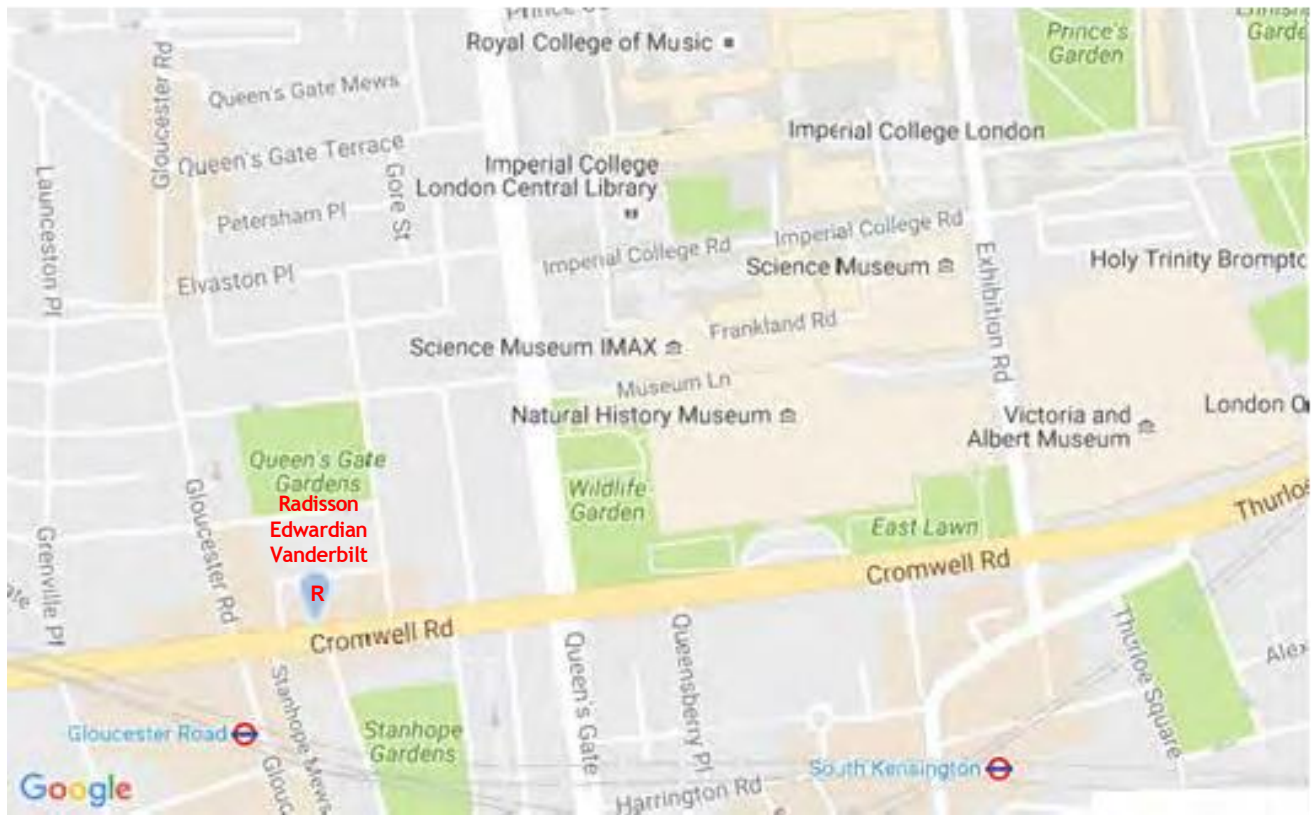 Royal College of Music
Prince's
Garden
Gloucester Rd
Queen's Gate Mews
Imperial College London
Queen's Gate Terrace
Imperial College
London Central Library
Launceston Pl
Gore St
Petersham Pl
Imperial College Rd
Imperial College Rd
Elvaston Pl
Science Museum
Exhibition Rd
Holy Trinity Brompto
Frankland Rd
Science Museum IMAX
Museum Ln
Natural History Museum
Victoria and
Albert Museum
London O
Queen's Gate
Gardens
Radisson
Edwardian
Vanderbilt
R
Gloucester Rd
Wildlife
Garden
East Lawn
Thurlo
Grenville Pl
Cromwell Rd
Cromwell Rd
Queen's Gate
Queensberry Pl
Thurloe Square
Alex
Stanhope Mews
Gloucester Road
Stanhope
Gardens
South Kensington
Glouc
Google
Harrington Rd